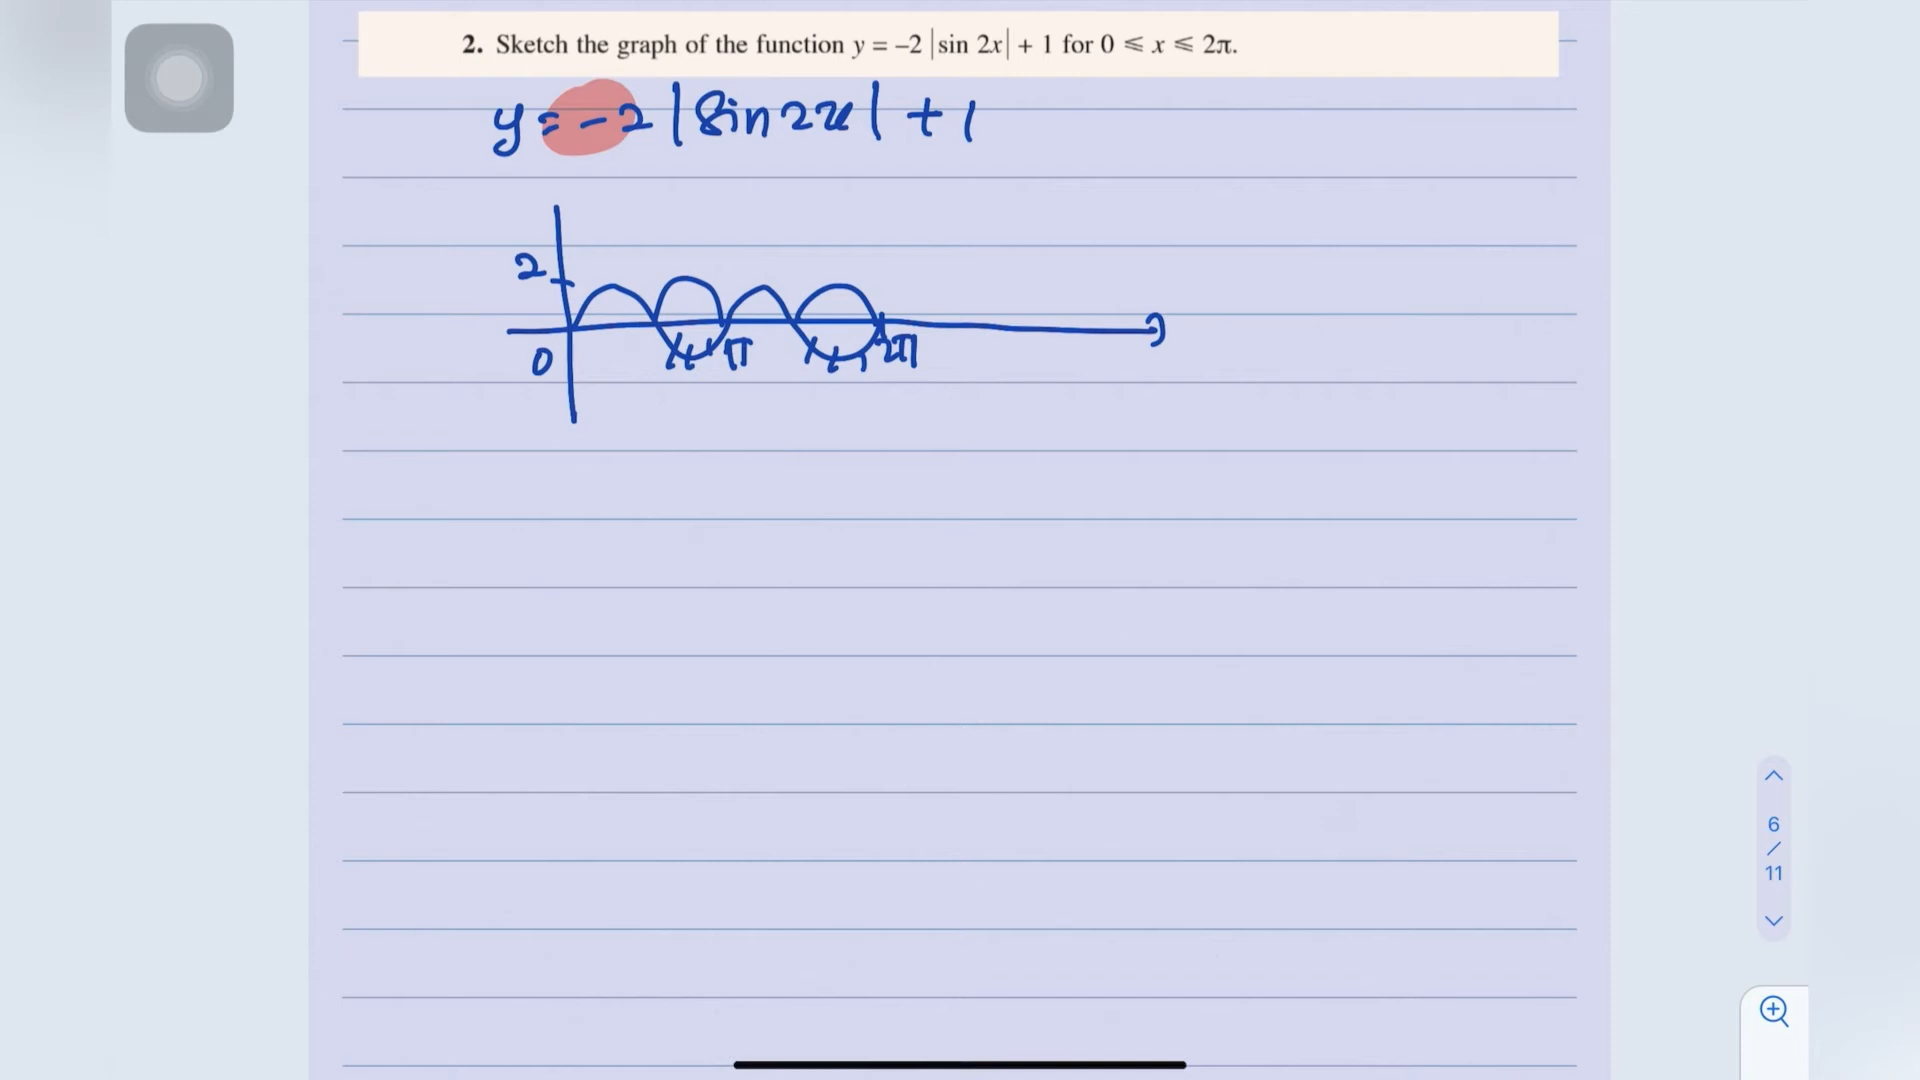 2. Sketch the graph of the function y = –2 |sin 2x| + 1 for 0 ⩽ x ⩽ 2π.
y = -2 |sin 2x| + 1
2
0
π
2π
6
/
11